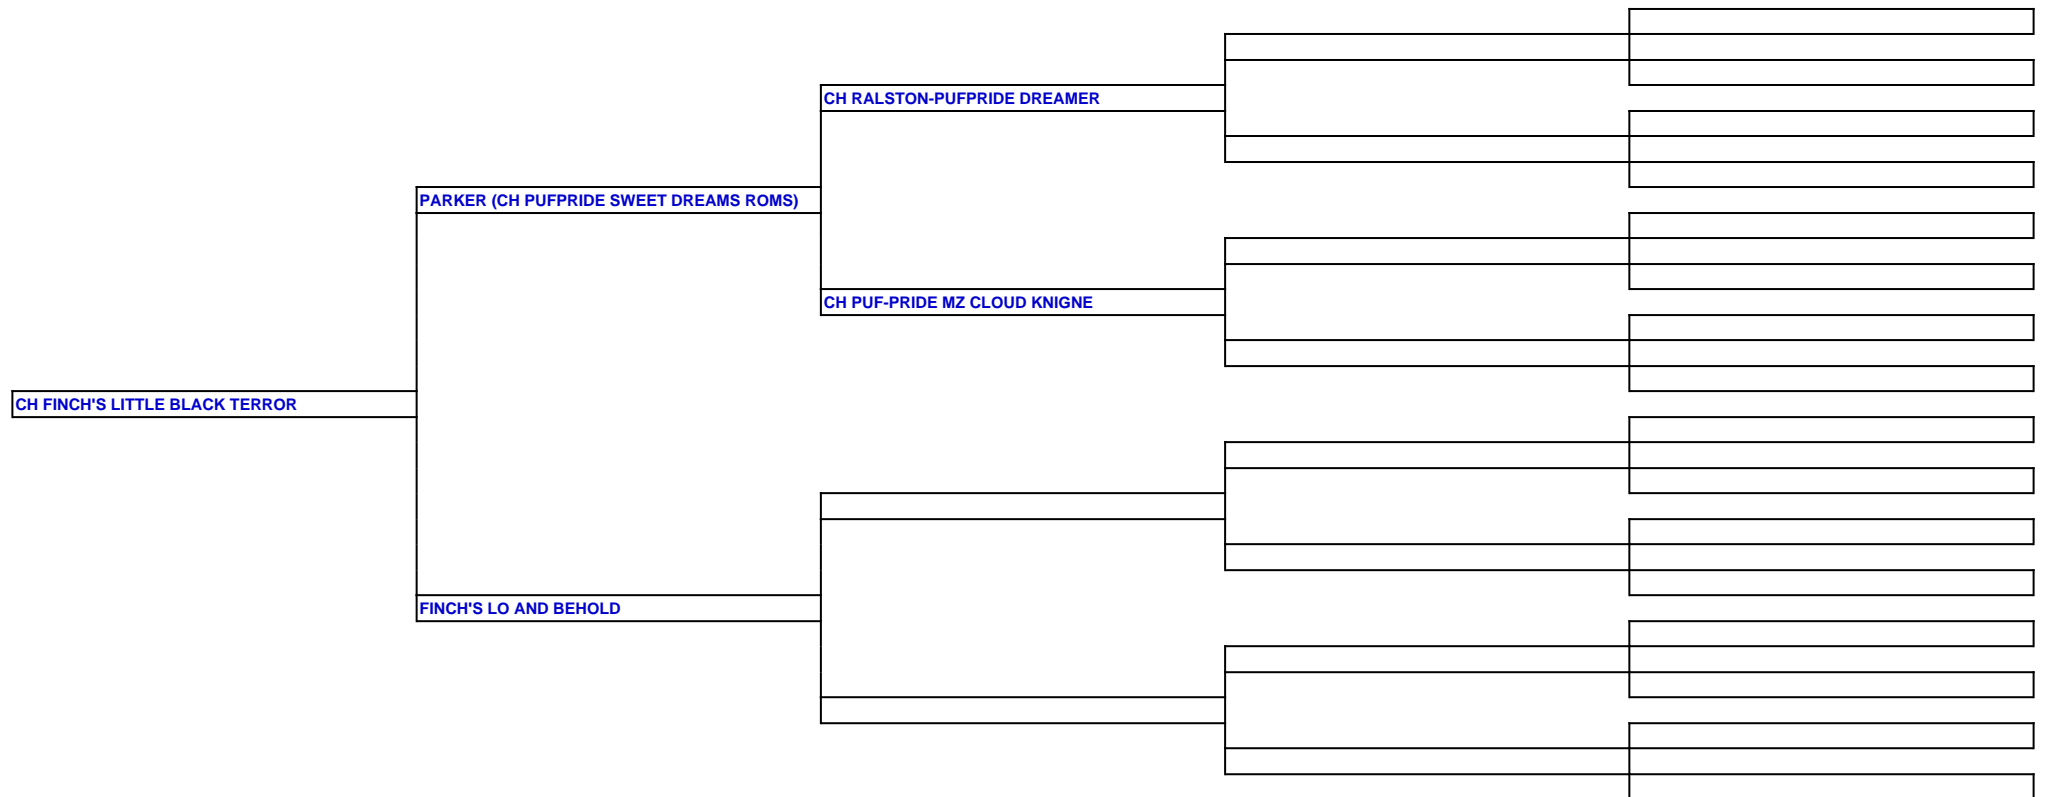 CH RALSTON-PUFPRIDE DREAMER
PARKER (CH PUFPRIDE SWEET DREAMS ROMS)
CH PUF-PRIDE MZ CLOUD KNIGNE
CH FINCH'S LITTLE BLACK TERROR
FINCH'S LO AND BEHOLD